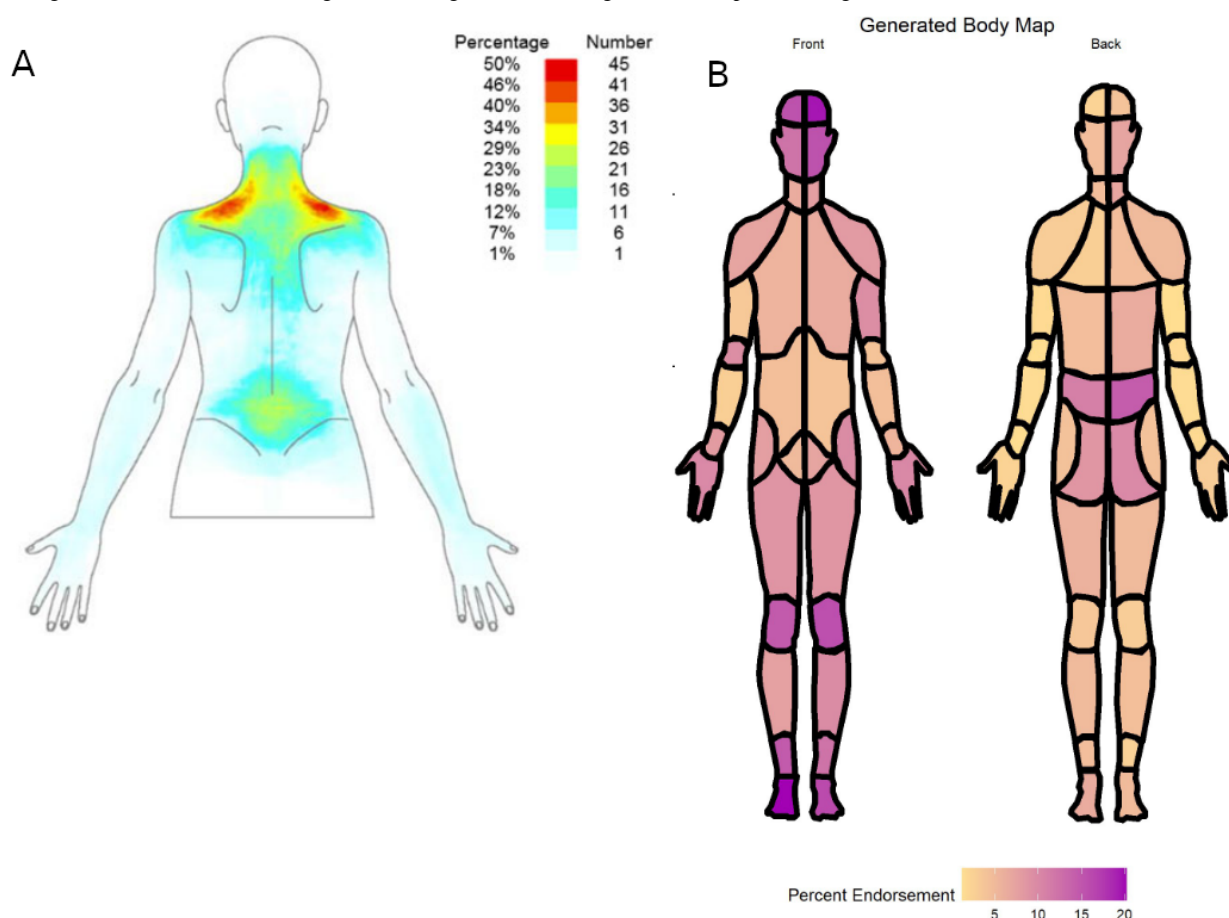 A
Percentage Number
50% 45
46% 41
40% 36
34% 31
29% 26
23% 21
18% 16
12% 11
7% 6
1% 1
B
Generated Body Map
Front Back
Percent Endorsement
5 10 15 20